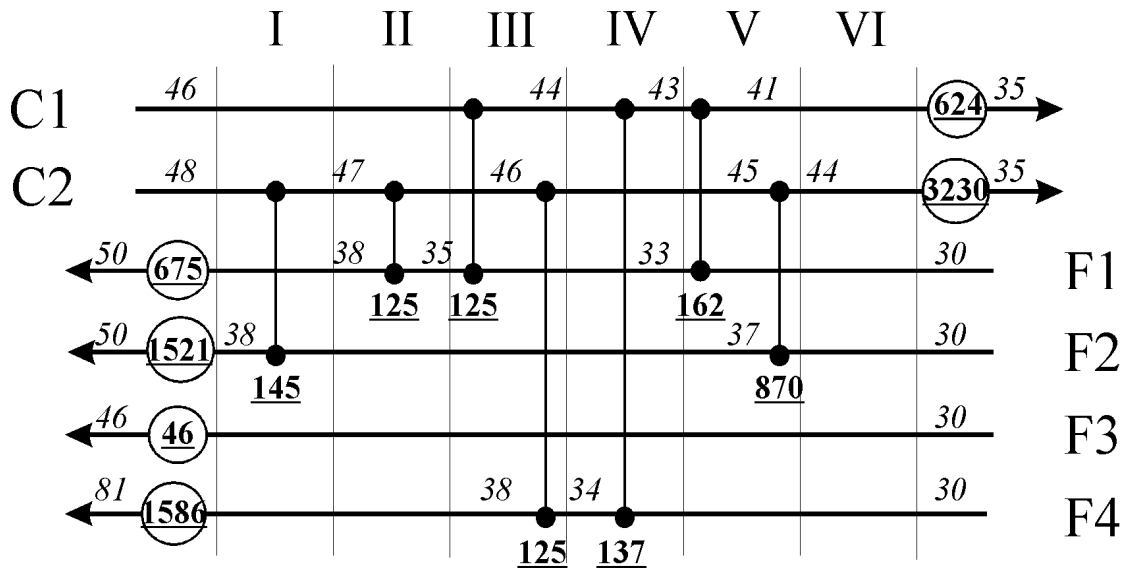 I II III IV V VI
C1 46 44 43 41 624 35
C2 48 47 46 45 44 3230 35
50 675 38 35 33 30 F1
125 125 162
50 1521 38 37 30 F2
145 870
46 46 30 F3
81 1586 38 34 30 F4
125 137